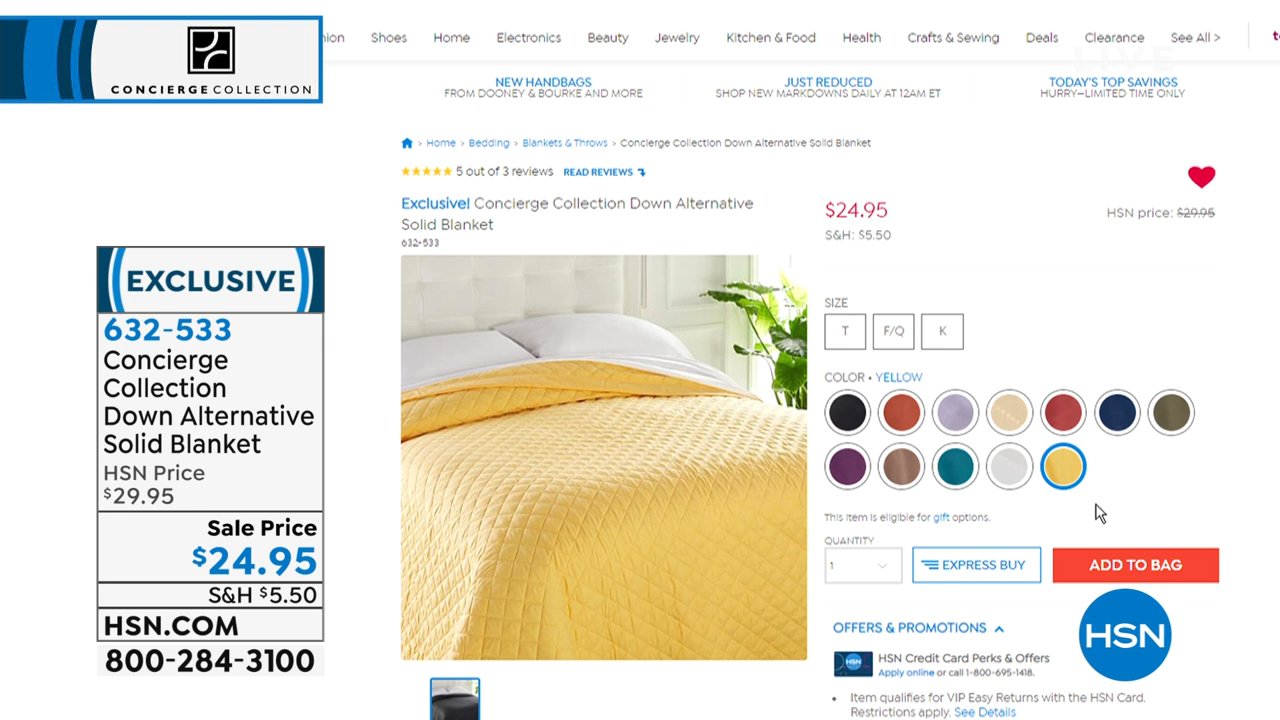 CONCIERGE COLLECTION
Shoes
Home
Electronics
Beauty
Jewelry
Kitchen & Food
Health
Crafts & Sewing
Deals
Clearance
See All >
LIVE
NEW HANDBAGS
FROM DOONEY & BOURKE AND MORE
JUST REDUCED
SHOP NEW MARKDOWNS DAILY AT 12AM ET
TODAY'S TOP SAVINGS
HURRY—LIMITED TIME ONLY
> Home > Bedding > Blankets & Throws > Concierge Collection Down Alternative Solid Blanket
5 out of 3 reviews READ REVIEWS
Exclusive! Concierge Collection Down Alternative
Solid Blanket
632-533
$24.95
HSN price: $29.95
S&H: $5.50
SIZE
T
F/Q
K
COLOR • YELLOW
This item is eligible for gift options.
QUANTITY
1
EXPRESS BUY
ADD TO BAG
OFFERS & PROMOTIONS
HSN
HSN Credit Card Perks & Offers
Apply online or call 1-800-695-1418.
• Item qualifies for VIP Easy Returns with the HSN Card.
Restrictions apply. See Details
HSN
EXCLUSIVE
632-533
Concierge
Collection
Down Alternative
Solid Blanket
HSN Price
$29.95
Sale Price
$24.95
S&H $5.50
HSN.COM
800-284-3100